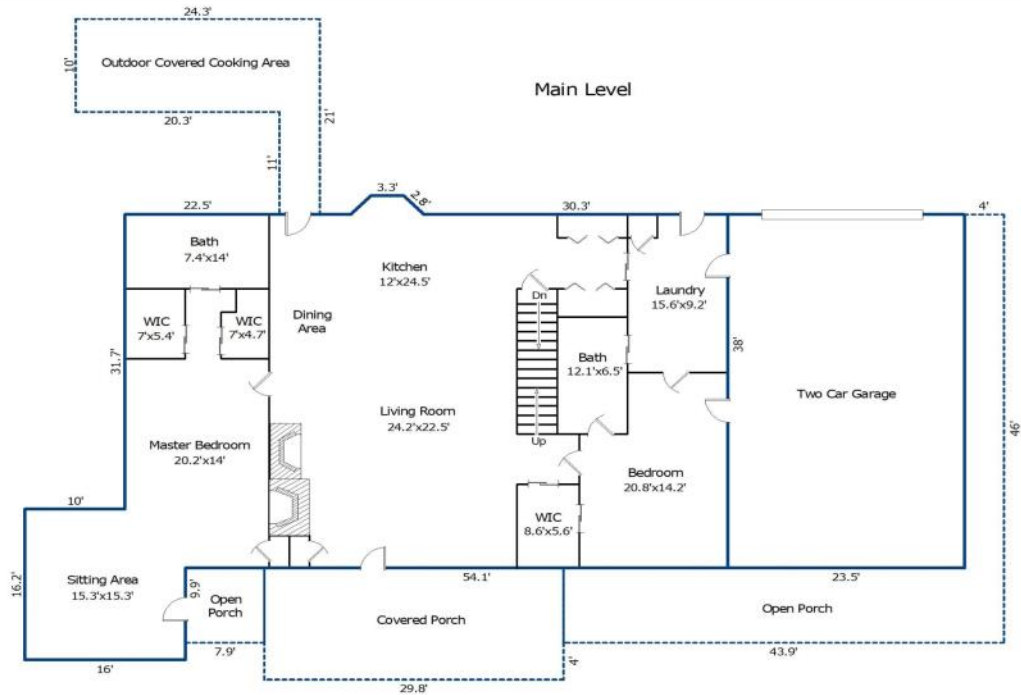 24.3'
10'
Outdoor Covered Cooking Area
Main Level
20.3'
21'
11'
22.5'
3.3'
2.8'
30.3'
4'
Bath
7.4'x14'
Kitchen
12'x24.5'
Laundry
15.6'x9.2'
Dn
WIC
7'x5.4'
WIC
7'x4.7'
Dining
Area
31.7'
38'
Bath
12.1'x6.5'
Two Car Garage
Living Room
24.2'x22.5'
46'
Master Bedroom
20.2'x14'
Up
Bedroom
20.8'x14.2'
10'
WIC
8.6'x5.6'
16.2'
Sitting Area
15.3'x15.3'
9.9'
54.1'
23.5'
Open
Porch
Covered Porch
Open Porch
7.9'
4'
43.9'
16'
29.8'